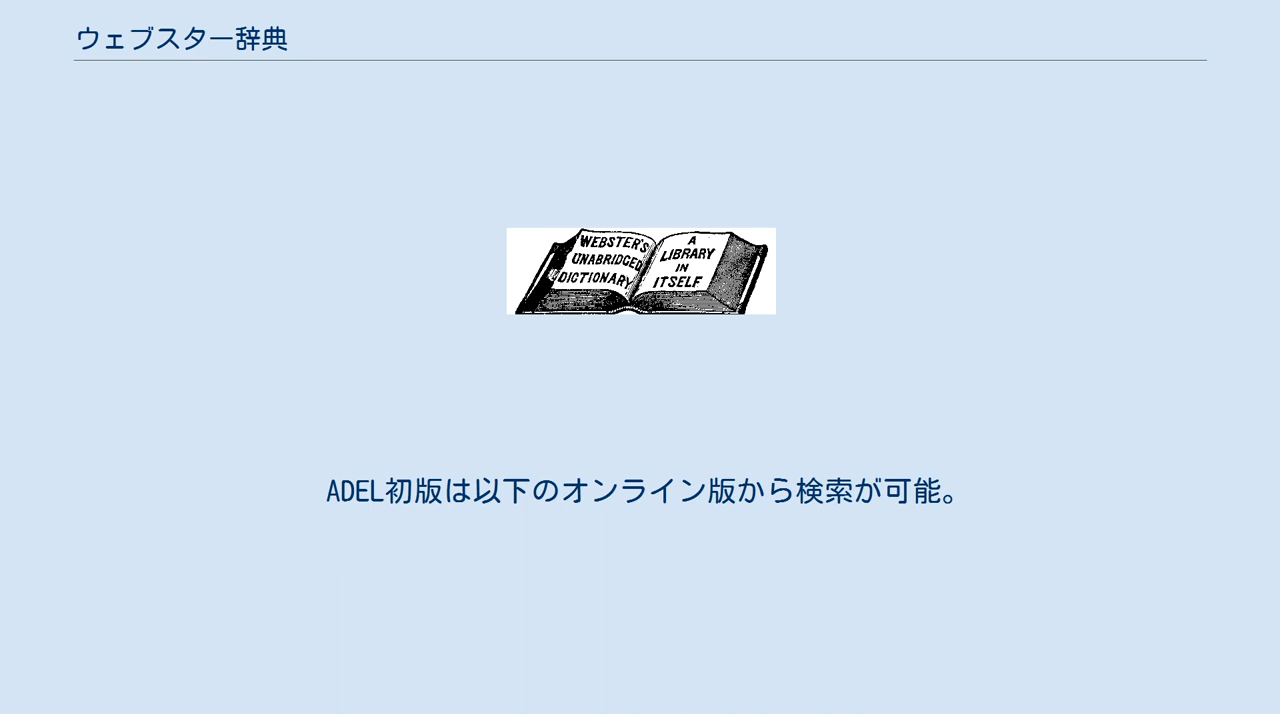 ウェブスター辞典
WEBSTER'S
UNABRIDGED
DICTIONARY
A
LIBRARY
IN
ITSELF
ADEL初版は以下のオンライン版から検索が可能。